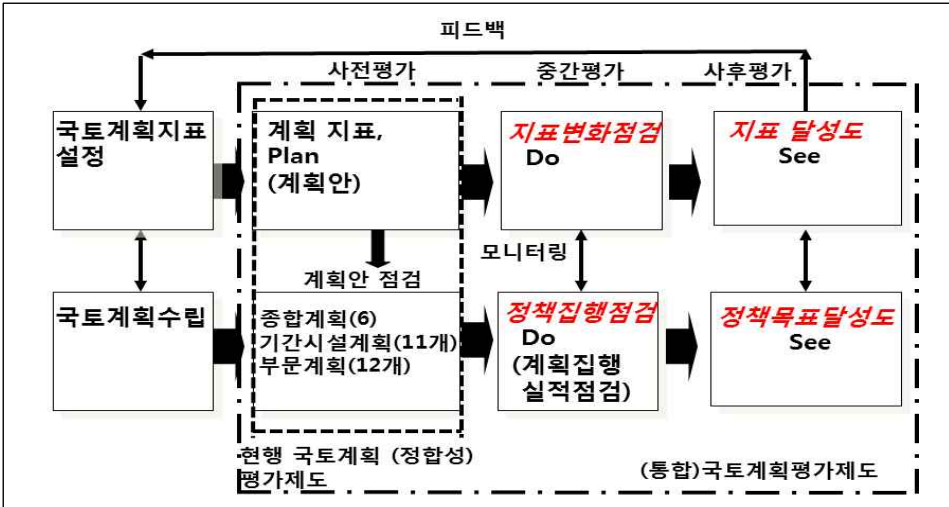 피드백
사전평가
중간평가
사후평가
국토계획지표
설정
계획 지표,
Plan
(계획안)
지표변화점검
Do
지표 달성도
See
계획안 점검
모니터링
국토계획수립
종합계획(6)
기간시설계획(11개)
부문계획(12개)
정책집행점검
Do
(계획집행
실적점검)
정책목표달성도
See
현행 국토계획 (정합성)
평가제도
(통합)국토계획평가제도